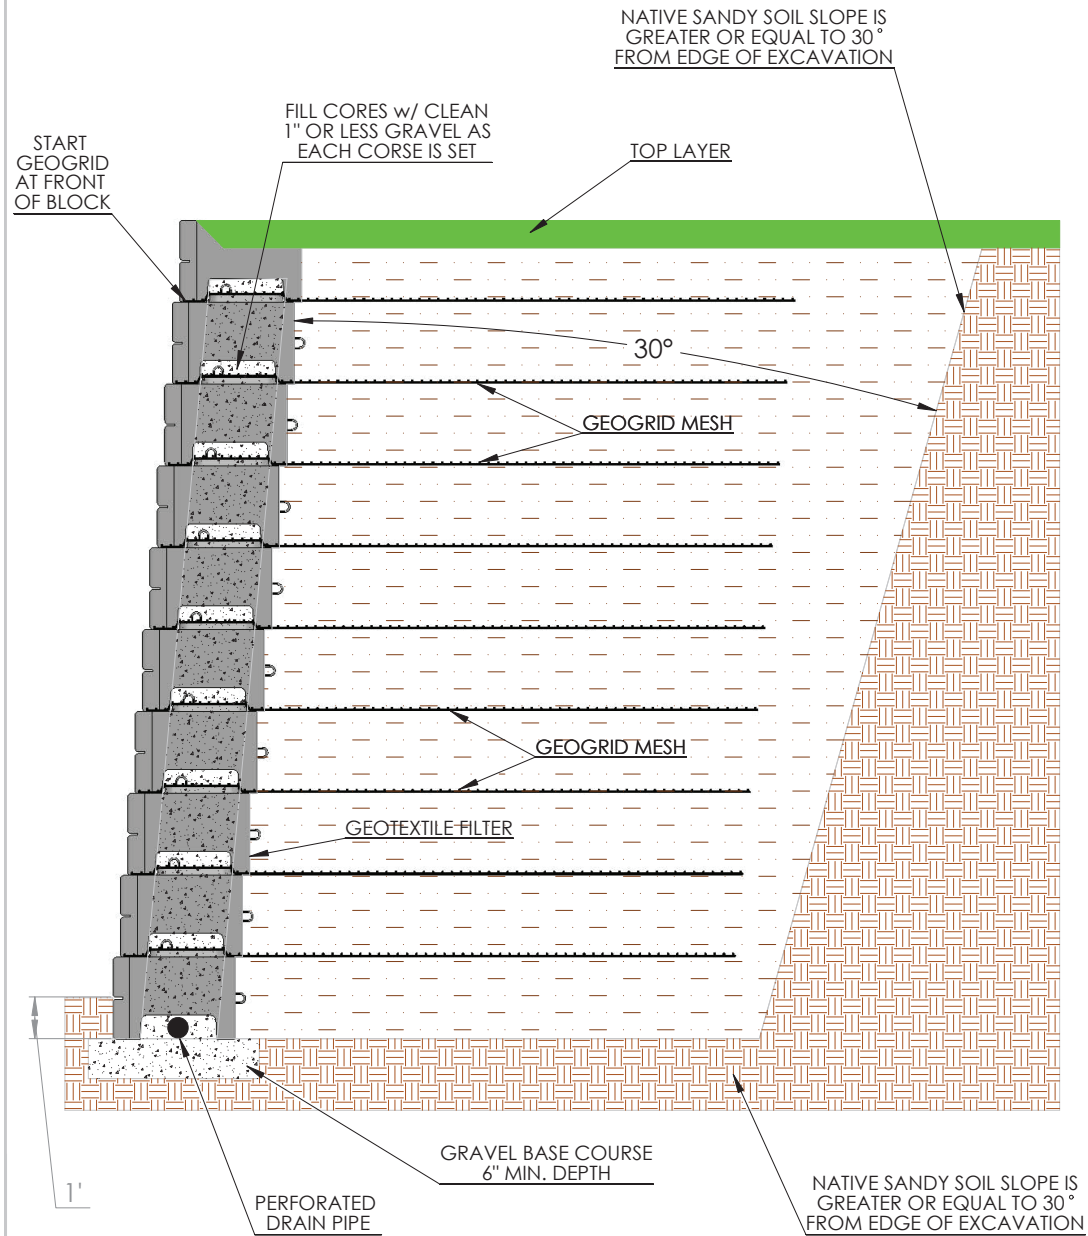 NATIVE SANDY SOIL SLOPE IS
GREATER OR EQUAL TO 30°
FROM EDGE OF EXCAVATION
FILL CORES w/ CLEAN
1" OR LESS GRAVEL AS
EACH CORSE IS SET
START
GEOGRID
AT FRONT
OF BLOCK
TOP LAYER
30°
GEOGRID MESH
GEOGRID MESH
GEOTEXTILE FILTER
GRAVEL BASE COURSE
6" MIN. DEPTH
1'
PERFORATED
DRAIN PIPE
NATIVE SANDY SOIL SLOPE IS
GREATER OR EQUAL TO 30°
FROM EDGE OF EXCAVATION